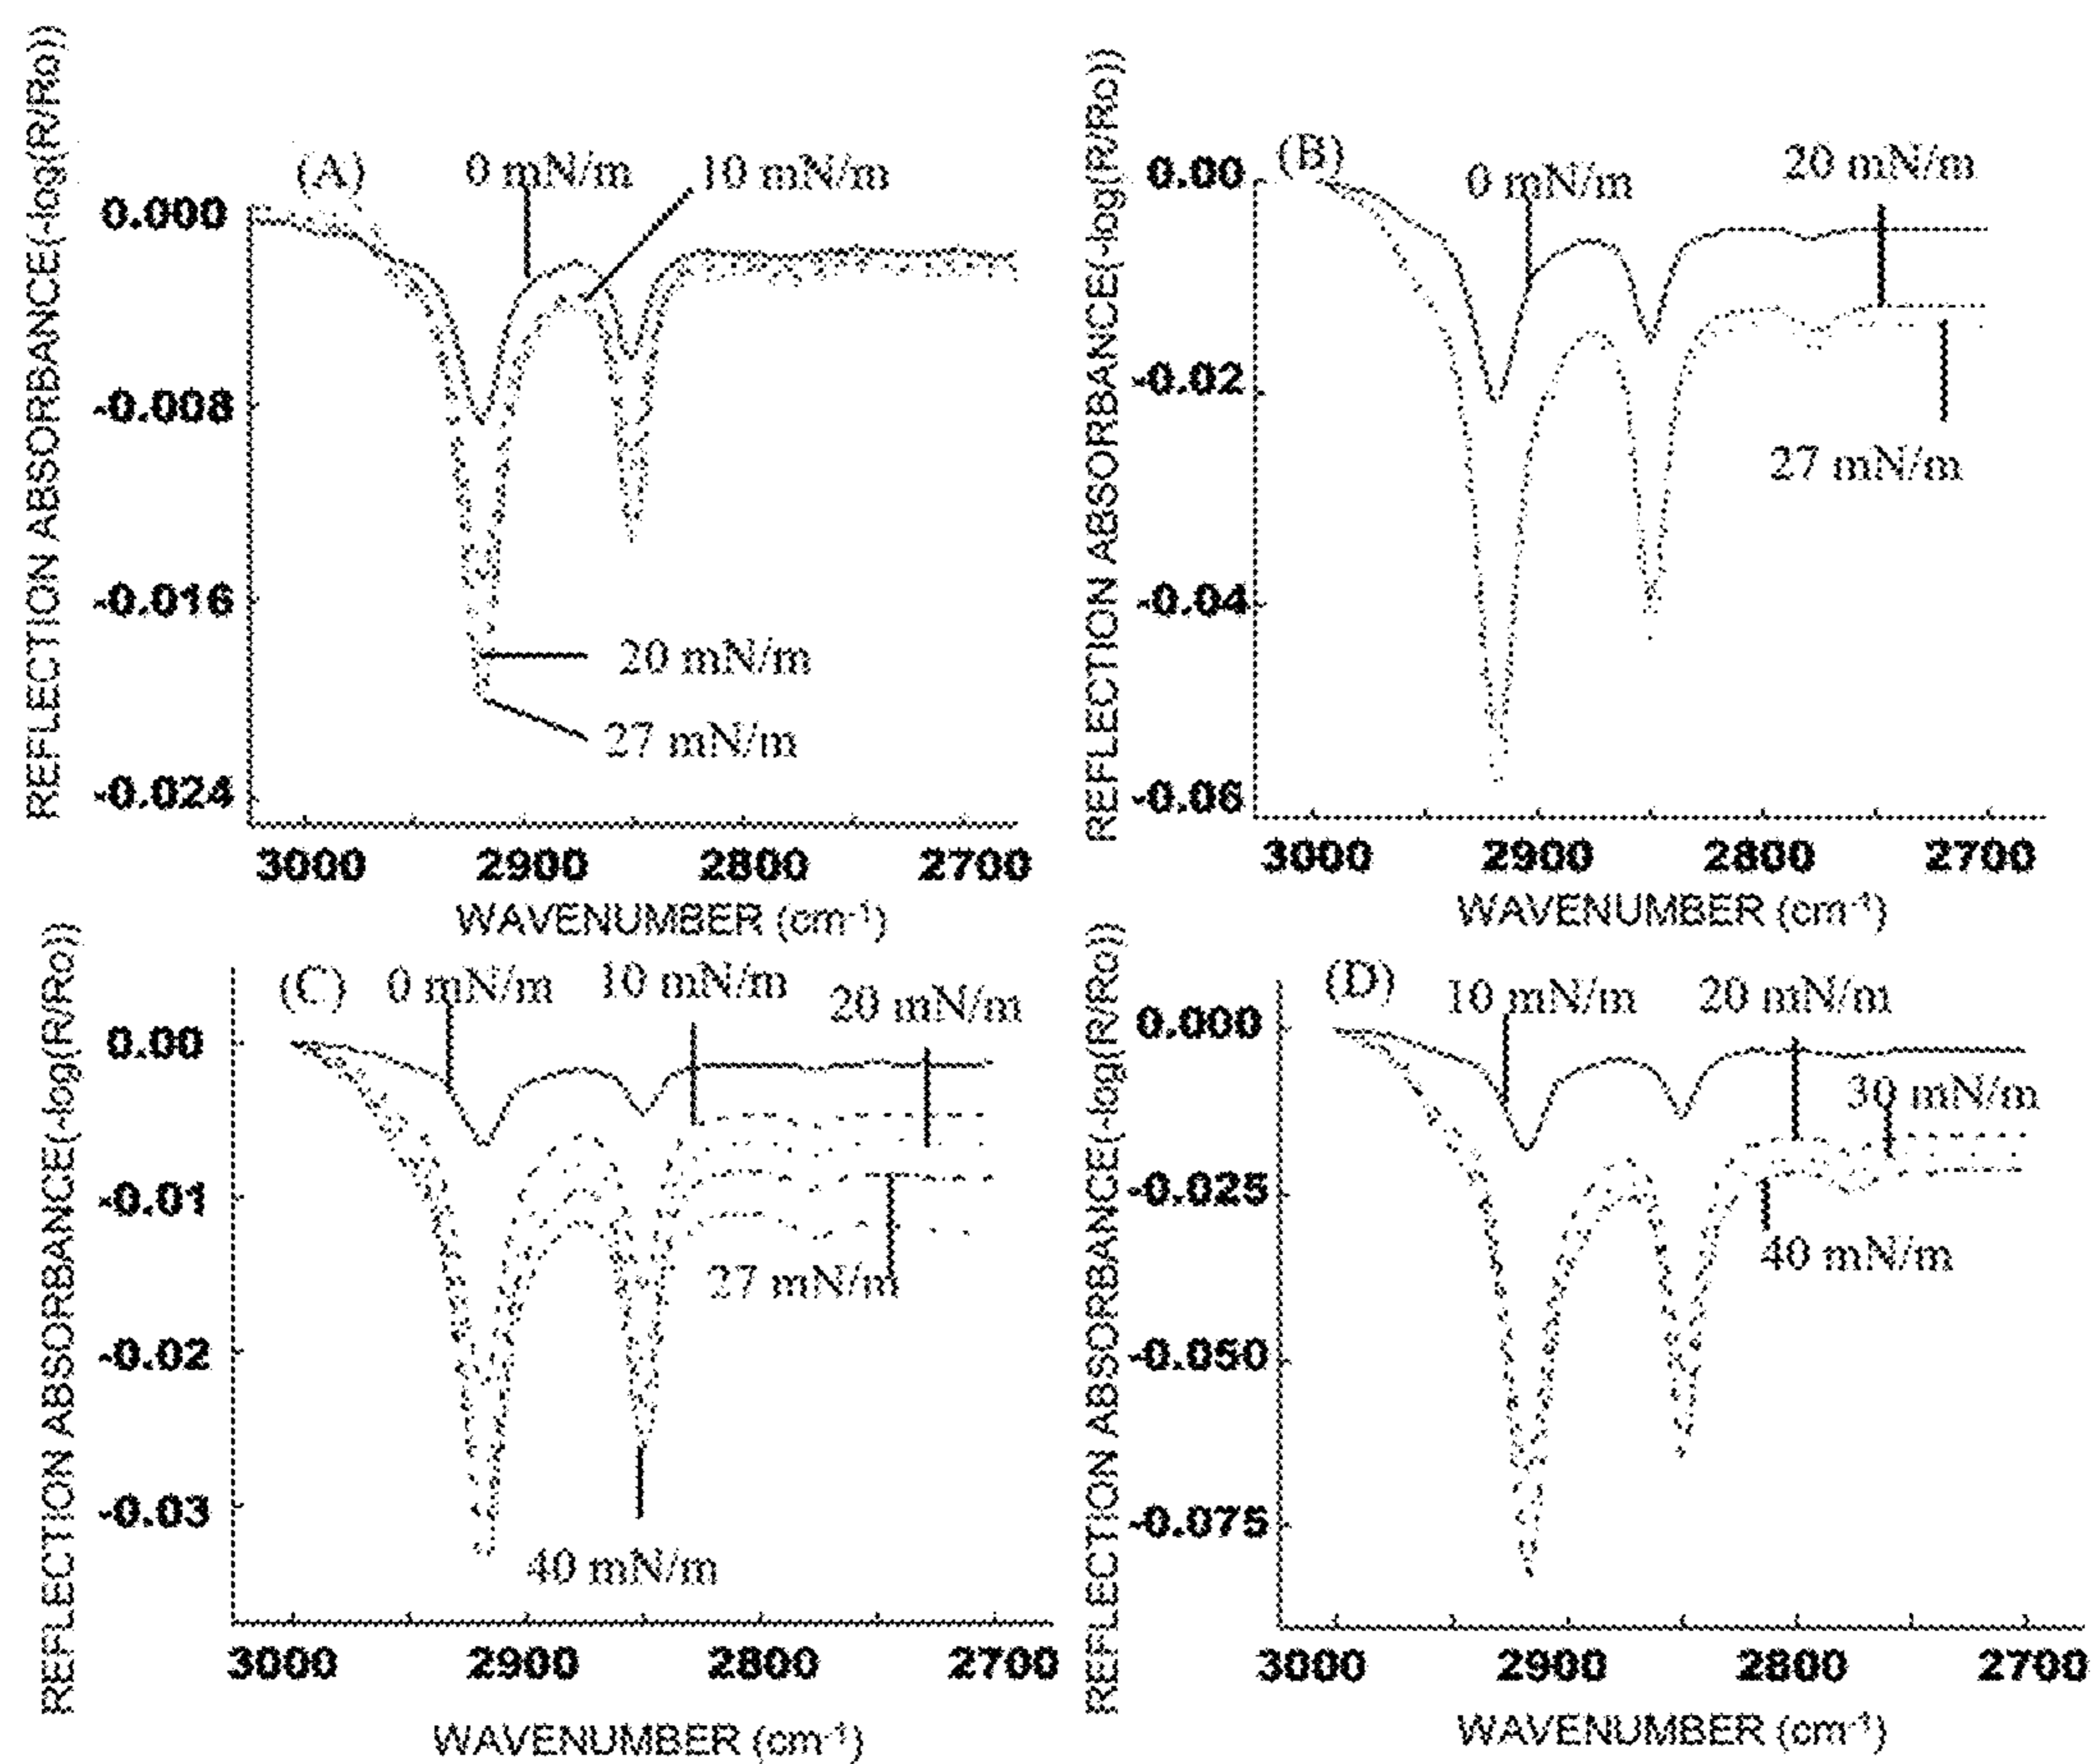 REFLECTION ABSORBANCE(-log(R/Ro))
(A)
0 mN/m
10 mN/m
0.000
-0.008
-0.016
-0.024
20 mN/m
27 mN/m
3000 2900 2800 2700
WAVENUMBER (cm⁻¹)
REFLECTION ABSORBANCE(-log(R/Ro))
(B)
0 mN/m
20 mN/m
0.00
-0.02
-0.04
-0.06
27 mN/m
3000 2900 2800 2700
WAVENUMBER (cm⁻¹)
REFLECTION ABSORBANCE(-log(R/Ro))
(C)
0 mN/m
10 mN/m
20 mN/m
0.00
-0.01
-0.02
-0.03
27 mN/m
40 mN/m
3000 2900 2800 2700
WAVENUMBER (cm⁻¹)
REFLECTION ABSORBANCE(-log(R/Ro))
(D)
10 mN/m
20 mN/m
0.000
-0.025
-0.050
-0.075
30 mN/m
40 mN/m
3000 2900 2800 2700
WAVENUMBER (cm⁻¹)